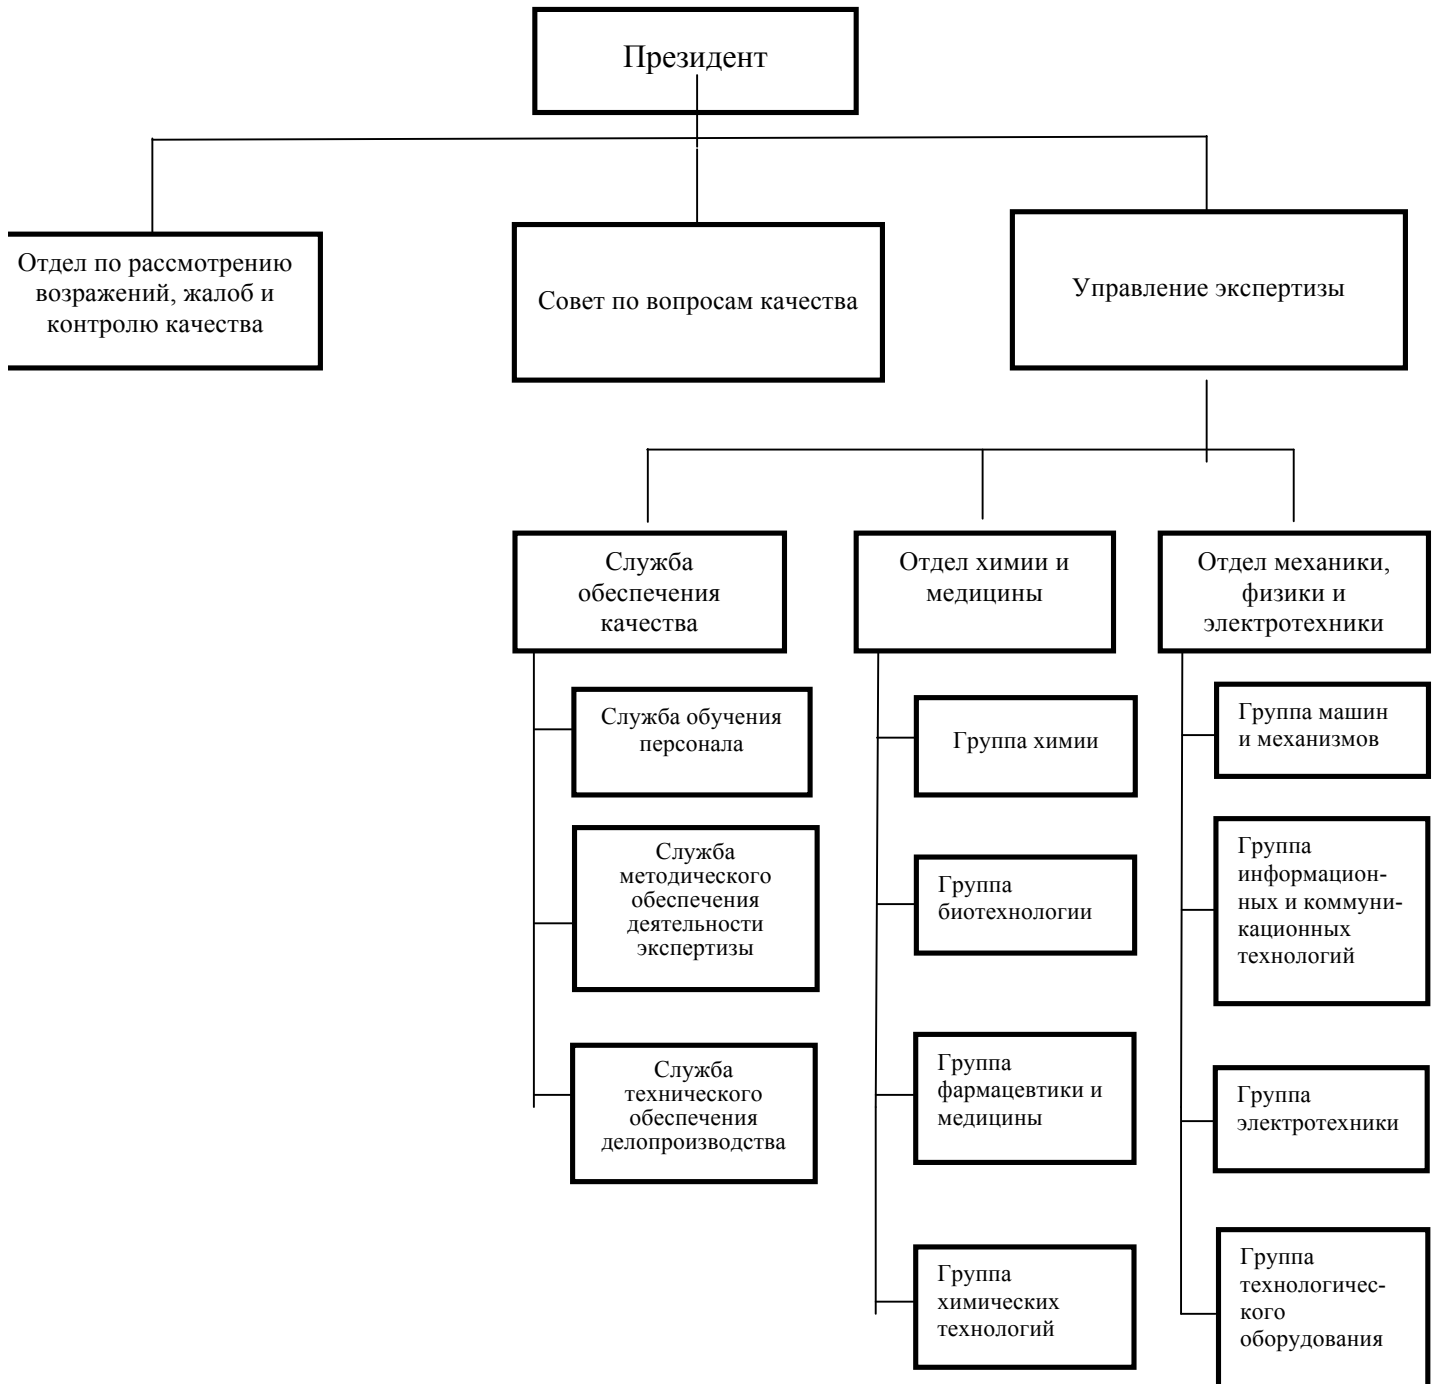 Президент
Отдел по рассмотрению
возражений, жалоб и
контролю качества
Совет по вопросам качества
Управление экспертизы
Служба
обеспечения
качества
Отдел химии и
медицины
Отдел механики,
физики и
электротехники
Служба обучения
персонала
Служба
методического
обеспечения
деятельности
экспертизы
Служба
технического
обеспечения
делопроизводства
Группа химии
Группа
биотехнологии
Группа
фармацевтики и
медицины
Группа
химических
технологий
Группа машин
и механизмов
Группа
информацион-
ных и коммуни-
кационных
технологий
Группа
электротехники
Группа
технологичес-
кого
оборудования